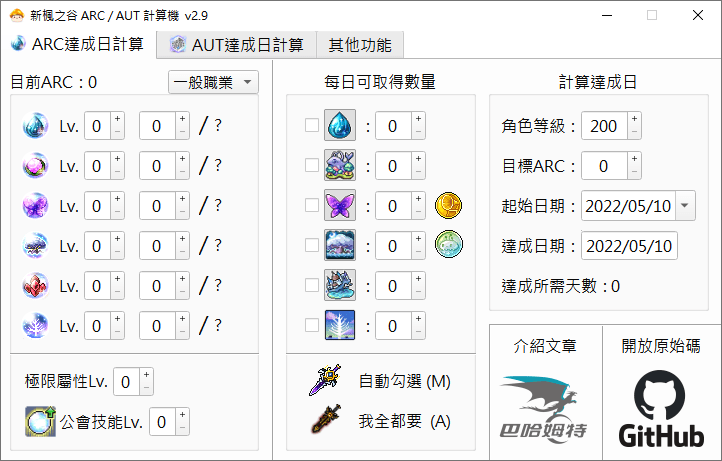 新楓之谷 ARC / AUT 計算機 v2.9
ARC達成日計算 AUT達成日計算 其他功能
目前ARC : 0 一般職業
Lv. 0 0 / ?
Lv. 0 0 / ?
Lv. 0 0 / ?
Lv. 0 0 / ?
Lv. 0 0 / ?
Lv. 0 0 / ?
極限屬性Lv. 0
公會技能Lv. 0
每日可取得數量
: 0
: 0
: 0
: 0
: 0
: 0
自動勾選 (M)
我全都要 (A)
計算達成日
角色等級 : 200
目標ARC : 0
起始日期 : 2022/05/10
達成日期 : 2022/05/10
達成所需天數 : 0
介紹文章
巴哈姆特
開放原始碼
GitHub